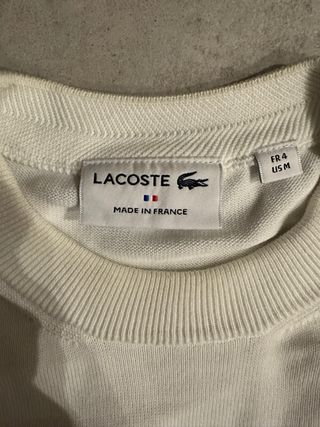 LACOSTE
MADE IN FRANCE
FR 4
US M